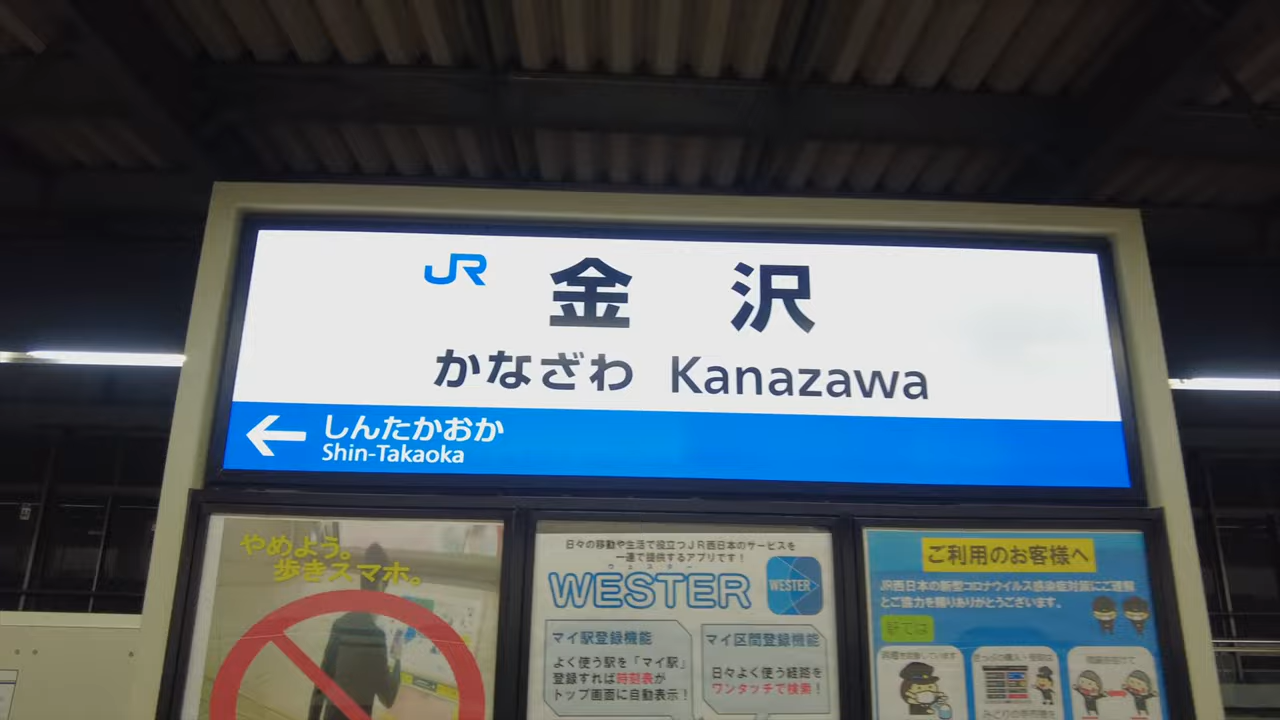 JR 金沢
かなざわ Kanazawa
← しんたかおか
Shin-Takaoka
やめよう。
歩きスマホ。
日々の移動や生活で役立つJR西日本のサービスを
一連で提供するアプリです!
ウェスター
WESTER
WESTER
マイ駅登録機能
よく使う駅を「マイ駅」
登録すれば時刻表が
トップ画面に自動表示!
マイ区間登録機能
日々よく使う経路を
ワンタッチで検索!
ご利用のお客様へ
JR西日本の新型コロナウイルス感染症対策にご理解
とご協力を賜りありがとうございます。
駅では